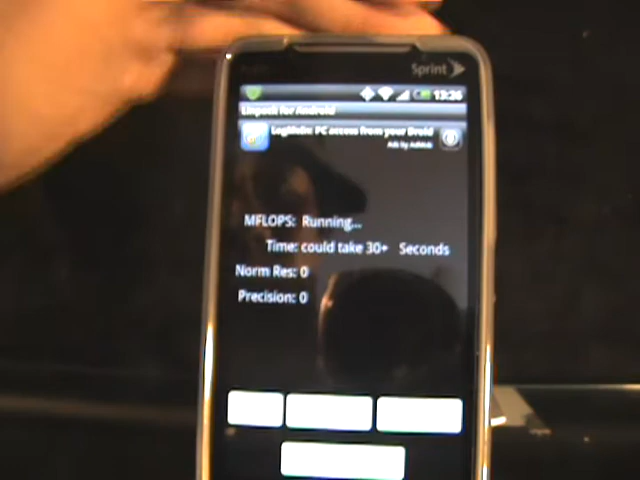 Sprint
13:26
Linpack for Android
LogMeIn: PC access from your Droid
Ads by AdMob
MFLOPS: Running...
Time: could take 30+ Seconds
Norm Res: 0
Precision: 0